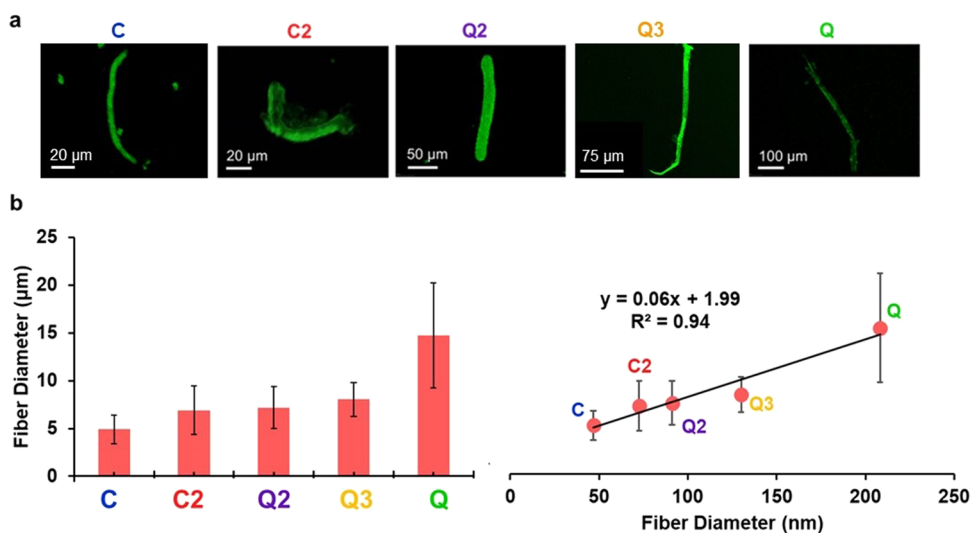 a
C
C2
Q2
Q3
Q
20 µm
20 µm
50 µm
75 µm
100 µm
b
Fiber Diameter (µm)
25
20
15
10
5
0
C
C2
Q2
Q3
Q
y = 0.06x + 1.99
R² = 0.94
C
C2
Q2
Q3
Q
0
50
100
150
200
250
Fiber Diameter (nm)